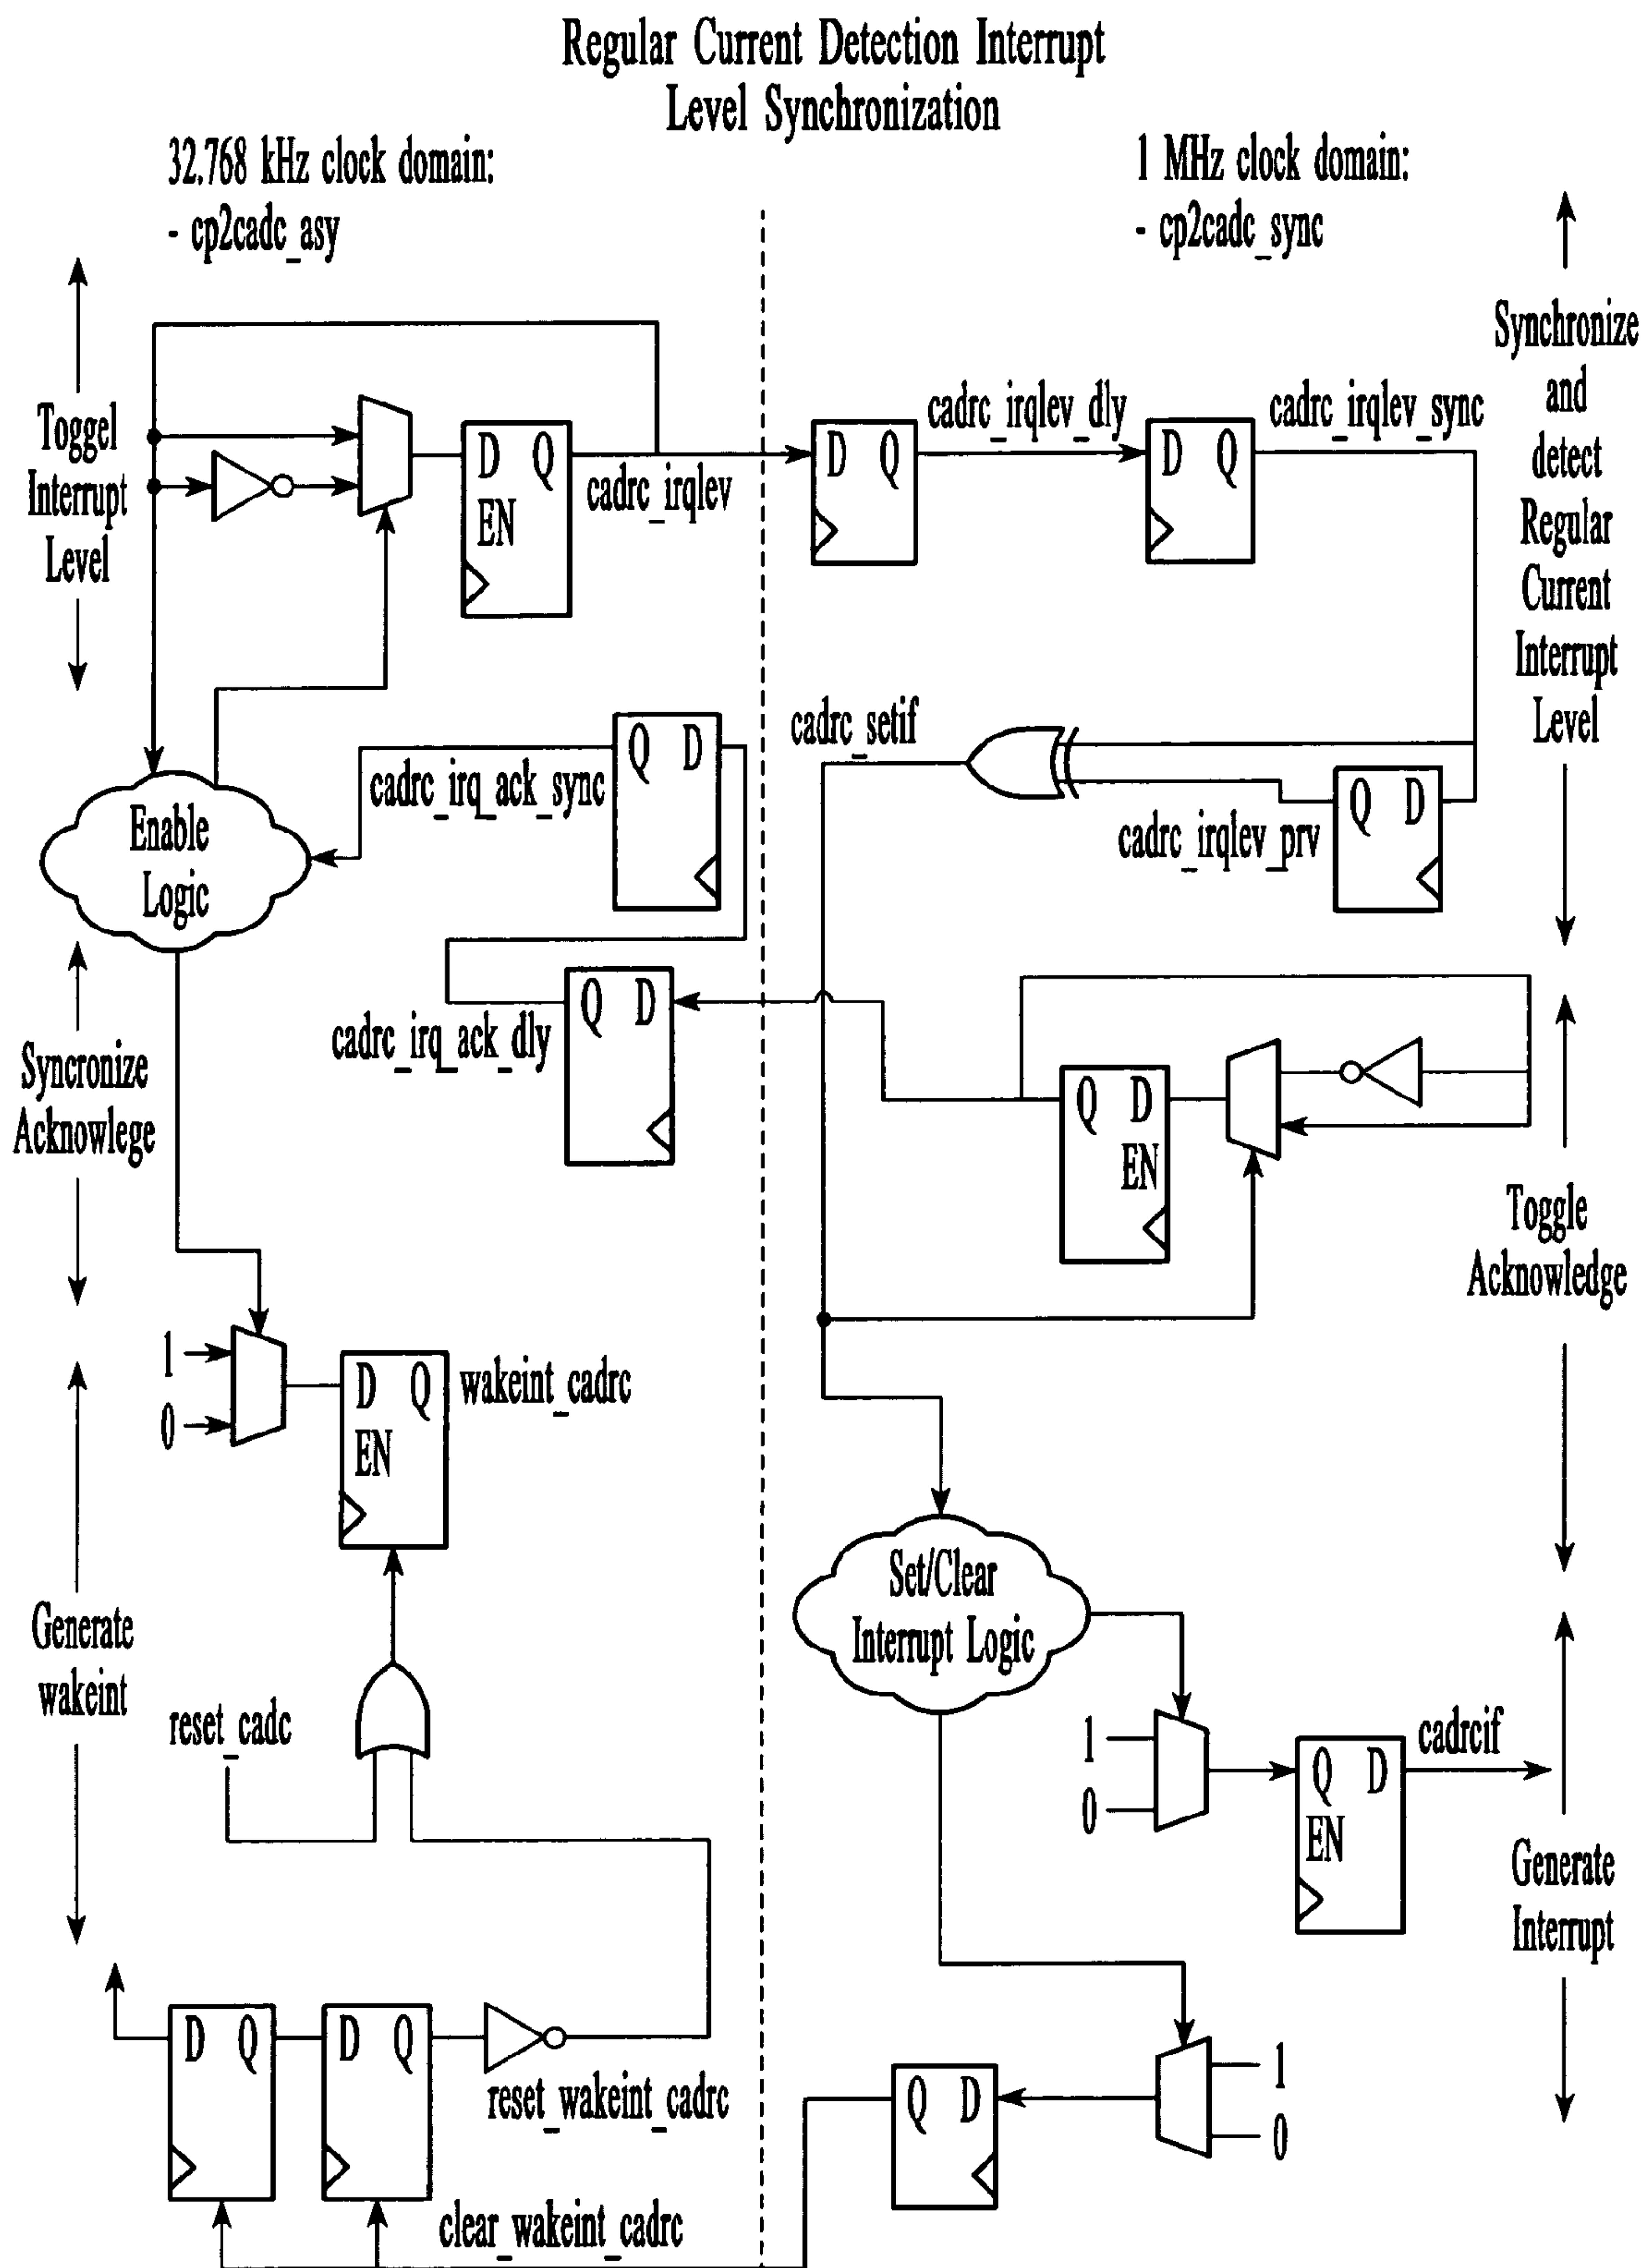 Regular Current Detection Interrupt
Level Synchronization
32.768 kHz clock domain:
- cp2cadc_asy
1 MHz clock domain:
- cp2cadc_sync
Toggel
Interrupt
Level
D Q
EN
cadrc_irqlev
D Q
cadrc_irqlev_dly
D Q
cadrc_irqlev_sync
Synchronize
and
detect
Regular
Current
Interrupt
Level
cadrc_setif
Q D
cadrc_irqlev_prv
Q D
cadrc_irq_ack_sync
Enable
Logic
Q D
cadrc_irq_ack_dly
Syncronize
Acknowlege
Q D
EN
Toggle
Acknowledge
1
0
D Q
EN
wakeint_cadrc
Generate
wakeint
reset_cadc
Set/Clear
Interrupt Logic
1
0
Q D
EN
cadrcif
Generate
Interrupt
D Q
D Q
reset_wakeint_cadrc
clear_wakeint_cadrc
Q D
1
0